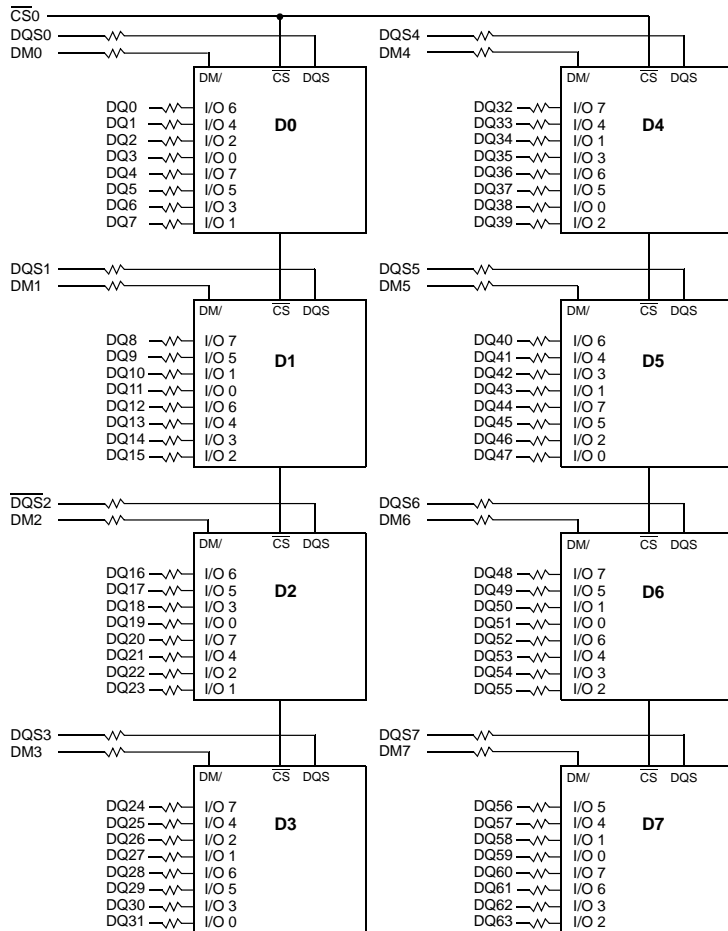 CS0
DQS0
DM0
DM/ CS DQS
D0
DQ0 I/O 6
DQ1 I/O 4
DQ2 I/O 2
DQ3 I/O 0
DQ4 I/O 7
DQ5 I/O 5
DQ6 I/O 3
DQ7 I/O 1
DQS4
DM4
DM/ CS DQS
D4
DQ32 I/O 7
DQ33 I/O 4
DQ34 I/O 1
DQ35 I/O 3
DQ36 I/O 6
DQ37 I/O 5
DQ38 I/O 0
DQ39 I/O 2
DQS1
DM1
DM/ CS DQS
D1
DQ8 I/O 7
DQ9 I/O 5
DQ10 I/O 1
DQ11 I/O 0
DQ12 I/O 6
DQ13 I/O 4
DQ14 I/O 3
DQ15 I/O 2
DQS5
DM5
DM/ CS DQS
D5
DQ40 I/O 6
DQ41 I/O 4
DQ42 I/O 3
DQ43 I/O 1
DQ44 I/O 7
DQ45 I/O 5
DQ46 I/O 2
DQ47 I/O 0
DQS2
DM2
DM/ CS DQS
D2
DQ16 I/O 6
DQ17 I/O 5
DQ18 I/O 3
DQ19 I/O 0
DQ20 I/O 7
DQ21 I/O 4
DQ22 I/O 2
DQ23 I/O 1
DQS6
DM6
DM/ CS DQS
D6
DQ48 I/O 7
DQ49 I/O 5
DQ50 I/O 1
DQ51 I/O 0
DQ52 I/O 6
DQ53 I/O 4
DQ54 I/O 3
DQ55 I/O 2
DQS3
DM3
DM/ CS DQS
D3
DQ24 I/O 7
DQ25 I/O 4
DQ26 I/O 2
DQ27 I/O 1
DQ28 I/O 6
DQ29 I/O 5
DQ30 I/O 3
DQ31 I/O 0
DQS7
DM7
DM/ CS DQS
D7
DQ56 I/O 5
DQ57 I/O 4
DQ58 I/O 1
DQ59 I/O 0
DQ60 I/O 7
DQ61 I/O 6
DQ62 I/O 3
DQ63 I/O 2